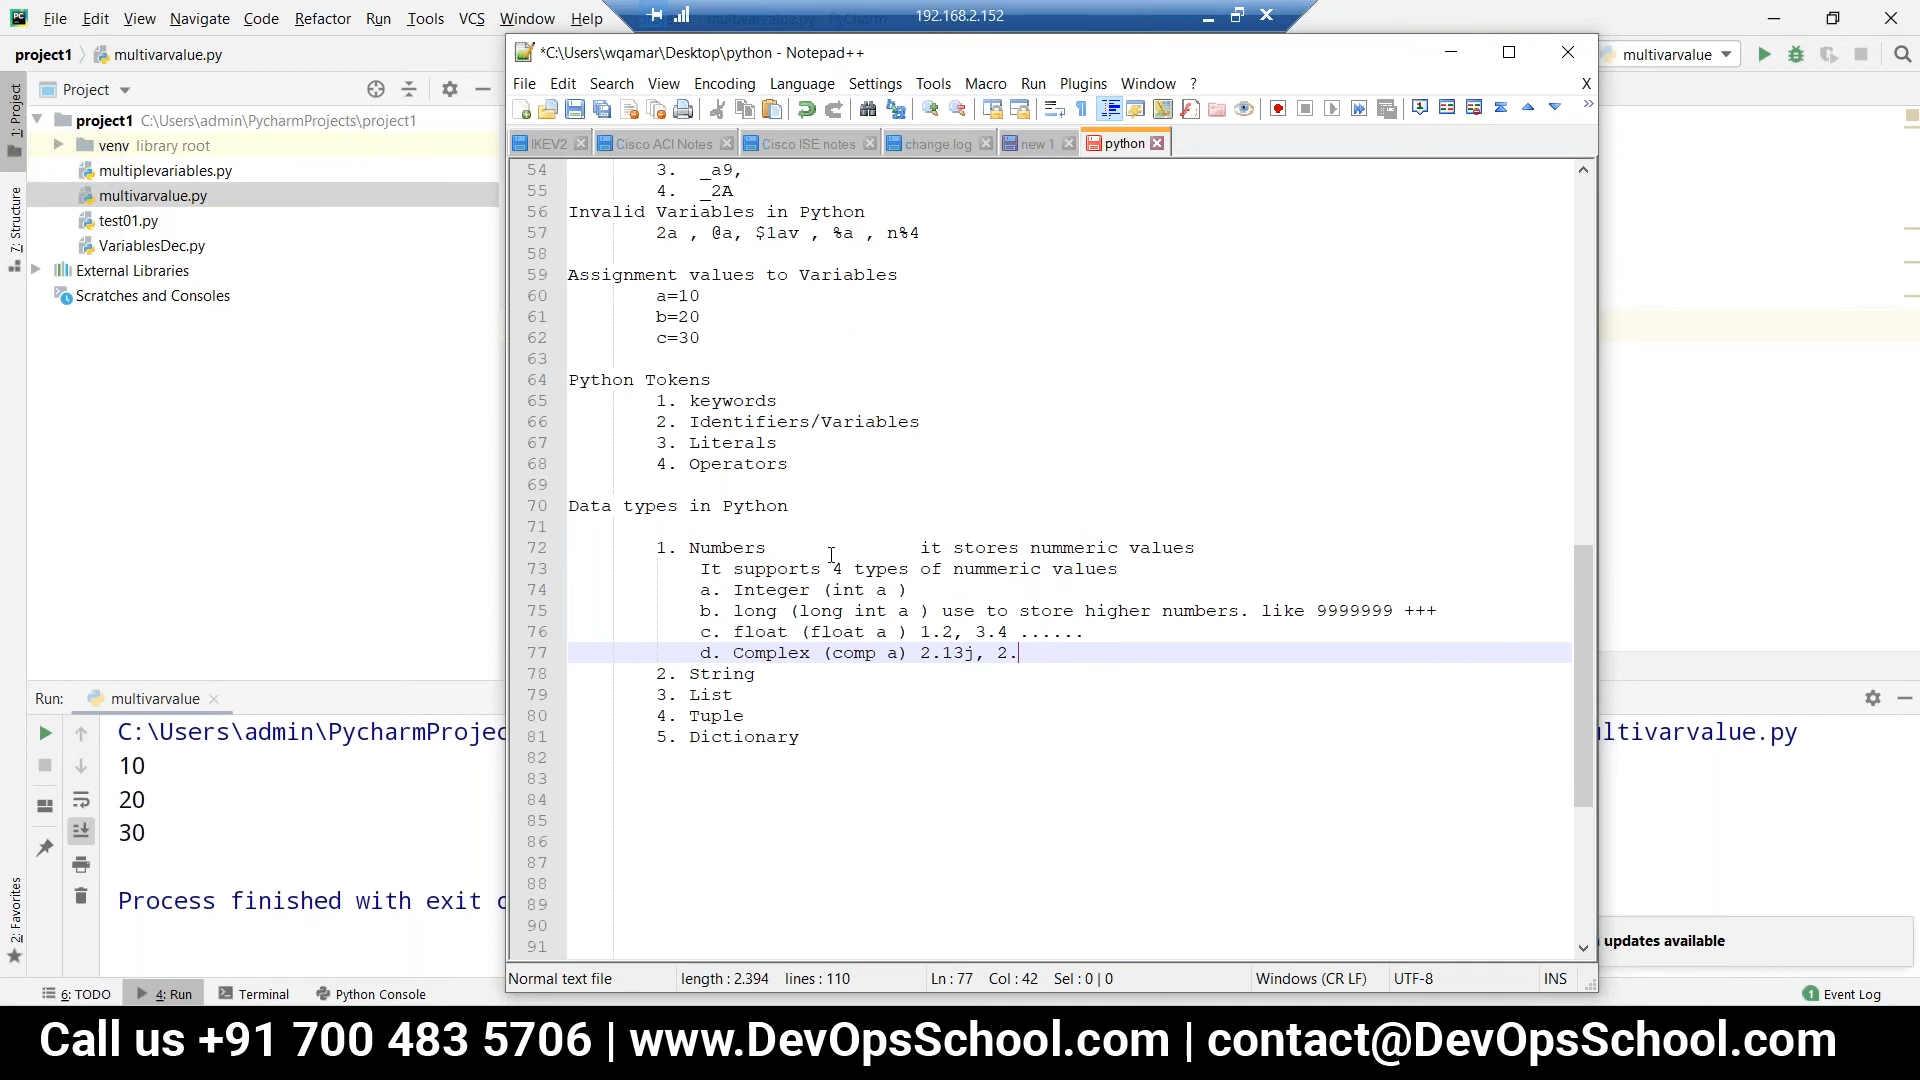 File Edit View Navigate Code Refactor Run Tools VCS Window Help
192.168.2.152
project1 multivarvalue.py
multivarvalue
1: Project
7: Structure
2: Favorites
Project
project1 C:\Users\admin\PycharmProjects\project1
venv library root
multiplevariables.py
multivarvalue.py
test01.py
VariablesDec.py
External Libraries
Scratches and Consoles
*C:\Users\wqamar\Desktop\python - Notepad++
File Edit Search View Encoding Language Settings Tools Macro Run Plugins Window ? X
IKEV2 Cisco ACI Notes Cisco ISE notes change.log new 1 python
54 3. _a9,
55 4. _2A
56 Invalid Variables in Python
57 2a , @a, $1av , %a , n%4
58
59 Assignment values to Variables
60 a=10
61 b=20
62 c=30
63
64 Python Tokens
65 1. keywords
66 2. Identifiers/Variables
67 3. Literals
68 4. Operators
69
70 Data types in Python
71
72 1. Numbers it stores nummeric values
73 It supports 4 types of nummeric values
74 a. Integer (int a )
75 b. long (long int a ) use to store higher numbers. like 9999999 +++
76 c. float (float a ) 1.2, 3.4 ......
77 d. Complex (comp a) 2.13j, 2.
78 2. String
79 3. List
80 4. Tuple
81 5. Dictionary
82
83
84
85
86
87
88
89
90
91
Normal text file length : 2.394 lines : 110 Ln : 77 Col : 42 Sel : 0 | 0 Windows (CR LF) UTF-8 INS
Run: multivarvalue
C:\Users\admin\PycharmProjec
ltivarvalue.py
10
20
30
Process finished with exit c
updates available
6: TODO 4: Run Terminal Python Console
1 Event Log
Call us +91 700 483 5706 | www.DevOpsSchool.com | contact@DevOpsSchool.com